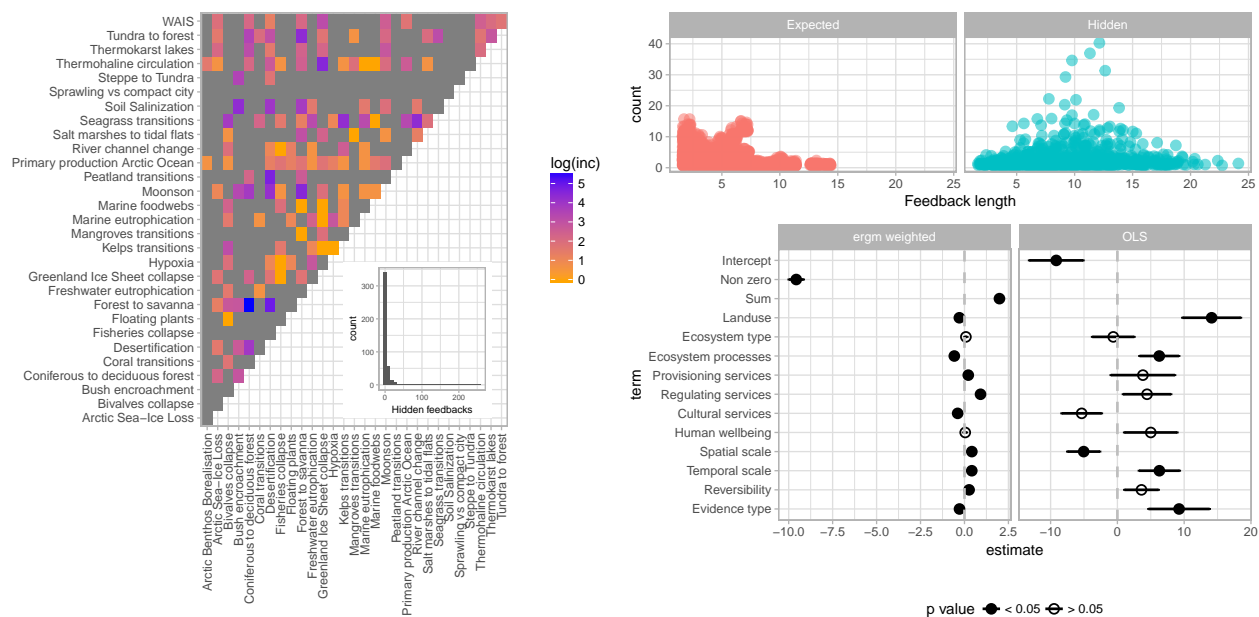 WAIS
Tundra to forest
Thermokarst lakes
Thermohaline circulation
Steppe to Tundra
Sprawling vs compact city
Soil Salinization
Seagrass transitions
Salt marshes to tidal flats
River channel change
Primary production Arctic Ocean
Peatland transitions
Moonson
Marine foodwebs
Marine eutrophication
Mangroves transitions
Kelps transitions
Hypoxia
Greenland Ice Sheet collapse
Freshwater eutrophication
Forest to savanna
Floating plants
Fisheries collapse
Desertification
Coral transitions
Coniferous to deciduous forest
Bush encroachment
Bivalves collapse
Arctic Sea−Ice Loss
Arctic Benthos Borealisation
Arctic Sea−Ice Loss
Bivalves collapse
Bush encroachment
Coniferous to deciduous forest
Coral transitions
Desertification
Fisheries collapse
Floating plants
Forest to savanna
Freshwater eutrophication
Greenland Ice Sheet collapse
Hypoxia
Kelps transitions
Mangroves transitions
Marine eutrophication
Marine foodwebs
Moonson
Peatland transitions
Primary production Arctic Ocean
River channel change
Salt marshes to tidal flats
Seagrass transitions
Soil Salinization
Sprawling vs compact city
Steppe to Tundra
Thermohaline circulation
Thermokarst lakes
Tundra to forest
count
300
200
100
0
0 100 200
Hidden feedbacks
log(inc)
5
4
3
2
1
0
Expected Hidden
count
40
30
20
10
0
5 10 15 20 25 5 10 15 20 25
Feedback length
ergm weighted OLS
term
Intercept
Non zero
Sum
Landuse
Ecosystem type
Ecosystem processes
Provisioning services
Regulating services
Cultural services
Human wellbeing
Spatial scale
Temporal scale
Reversibility
Evidence type
−10.0 −7.5 −5.0 −2.5 0.0 2.5 −10 0 10 20
estimate
p value < 0.05 > 0.05